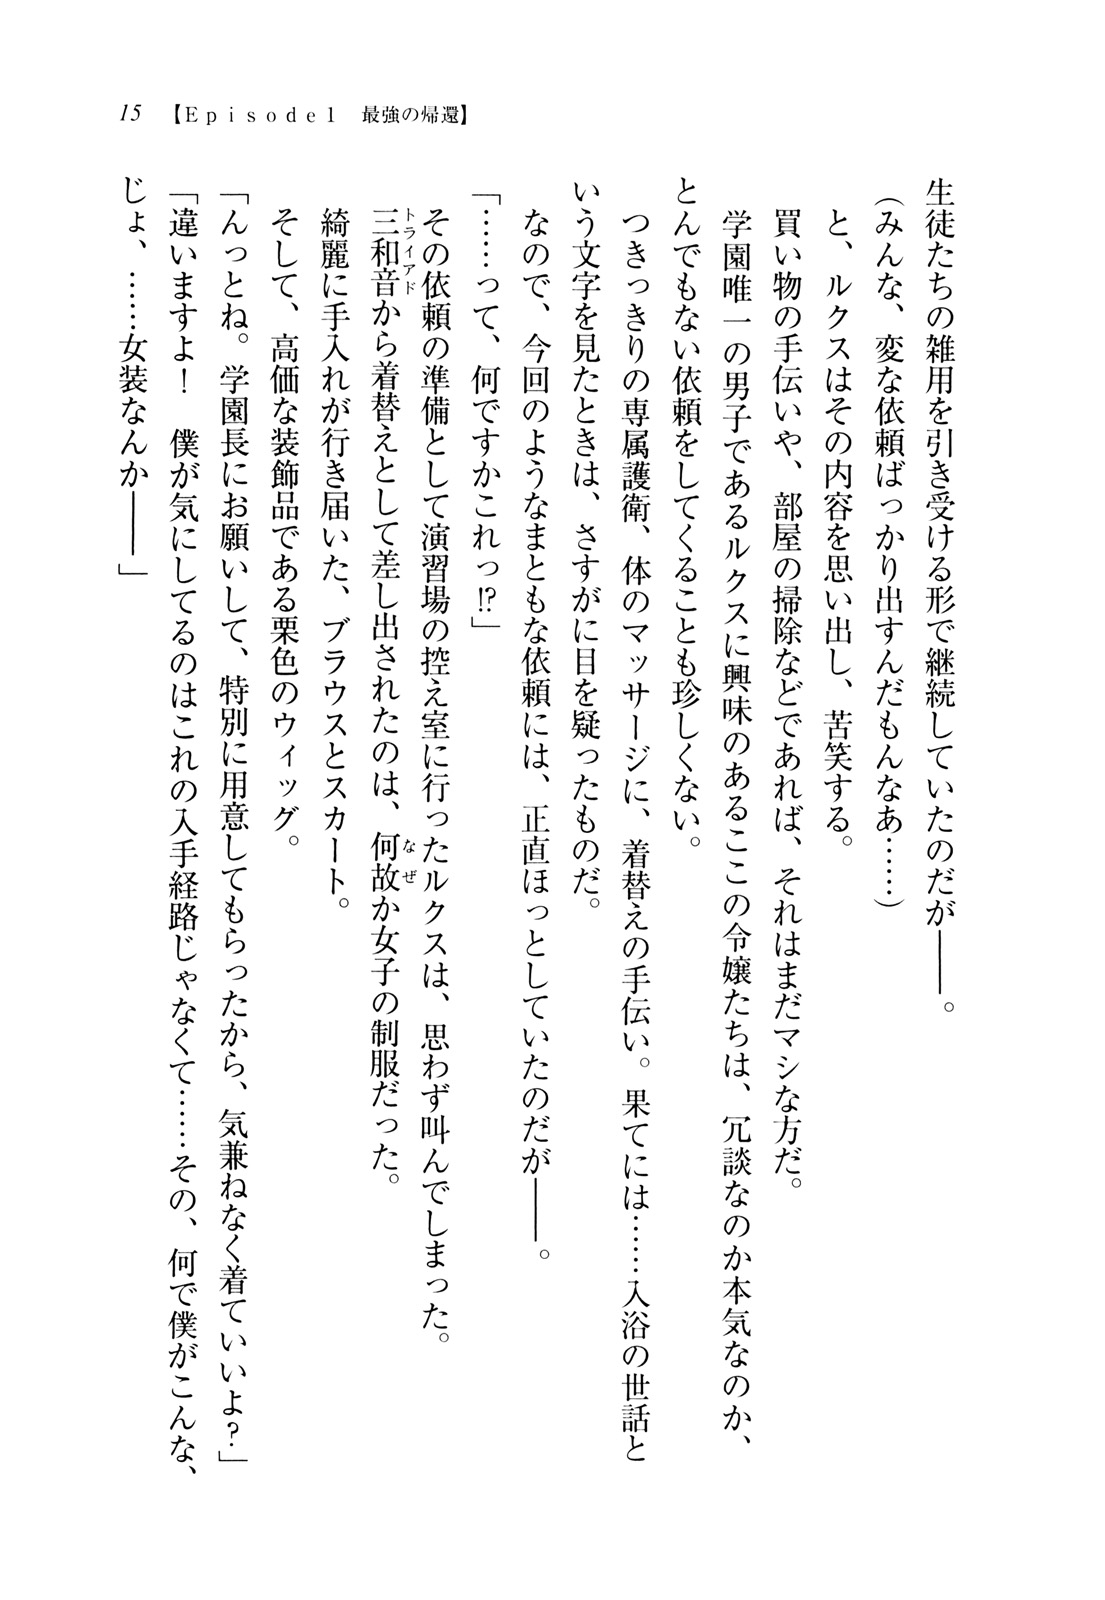 15 【Episode1　最強の帰還】
生徒たちの雑用を引き受ける形で継続していたのだが――。
（みんな、変な依頼ばっかり出すんだもんなあ……）
　と、ルクスはその内容を思い出し、苦笑する。
　買い物の手伝いや、部屋の掃除などであれば、それはまだマシな方だ。
　学園唯一の男子であるルクスに興味のあるここの令嬢たちは、冗談なのか本気なのか、
とんでもない依頼をしてくることも珍しくない。
　つきっきりの専属護衛、体のマッサージに、着替えの手伝い。果てには……入浴の世話と
いう文字を見たときは、さすがに目を疑ったものだ。
　なので、今回のようなまともな依頼には、正直ほっとしていたのだが――。
「……って、何ですかこれっ!?」
　その依頼の準備として演習場の控え室に行ったルクスは、思わず叫んでしまった。
　三和音トライアドから着替えとして差し出されたのは、何故なぜか女子の制服だった。
　綺麗に手入れが行き届いた、ブラウスとスカート。
　そして、高価な装飾品である栗色のウィッグ。
「んっとね。学園長にお願いして、特別に用意してもらったから、気兼ねなく着ていいよ?」
「違いますよ！　僕が気にしてるのはこれの入手経路じゃなくて……その、何で僕がこんな、
じょ、……女装なんか――」